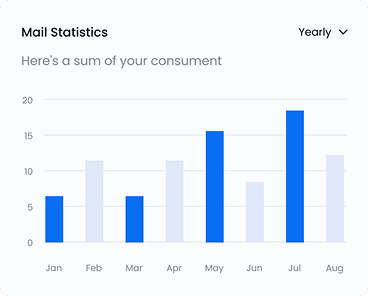 Mail Statistics
Yearly
Here's a sum of your consument
20
15
10
5
0
Jan Feb Mar Apr May Jun Jul Aug